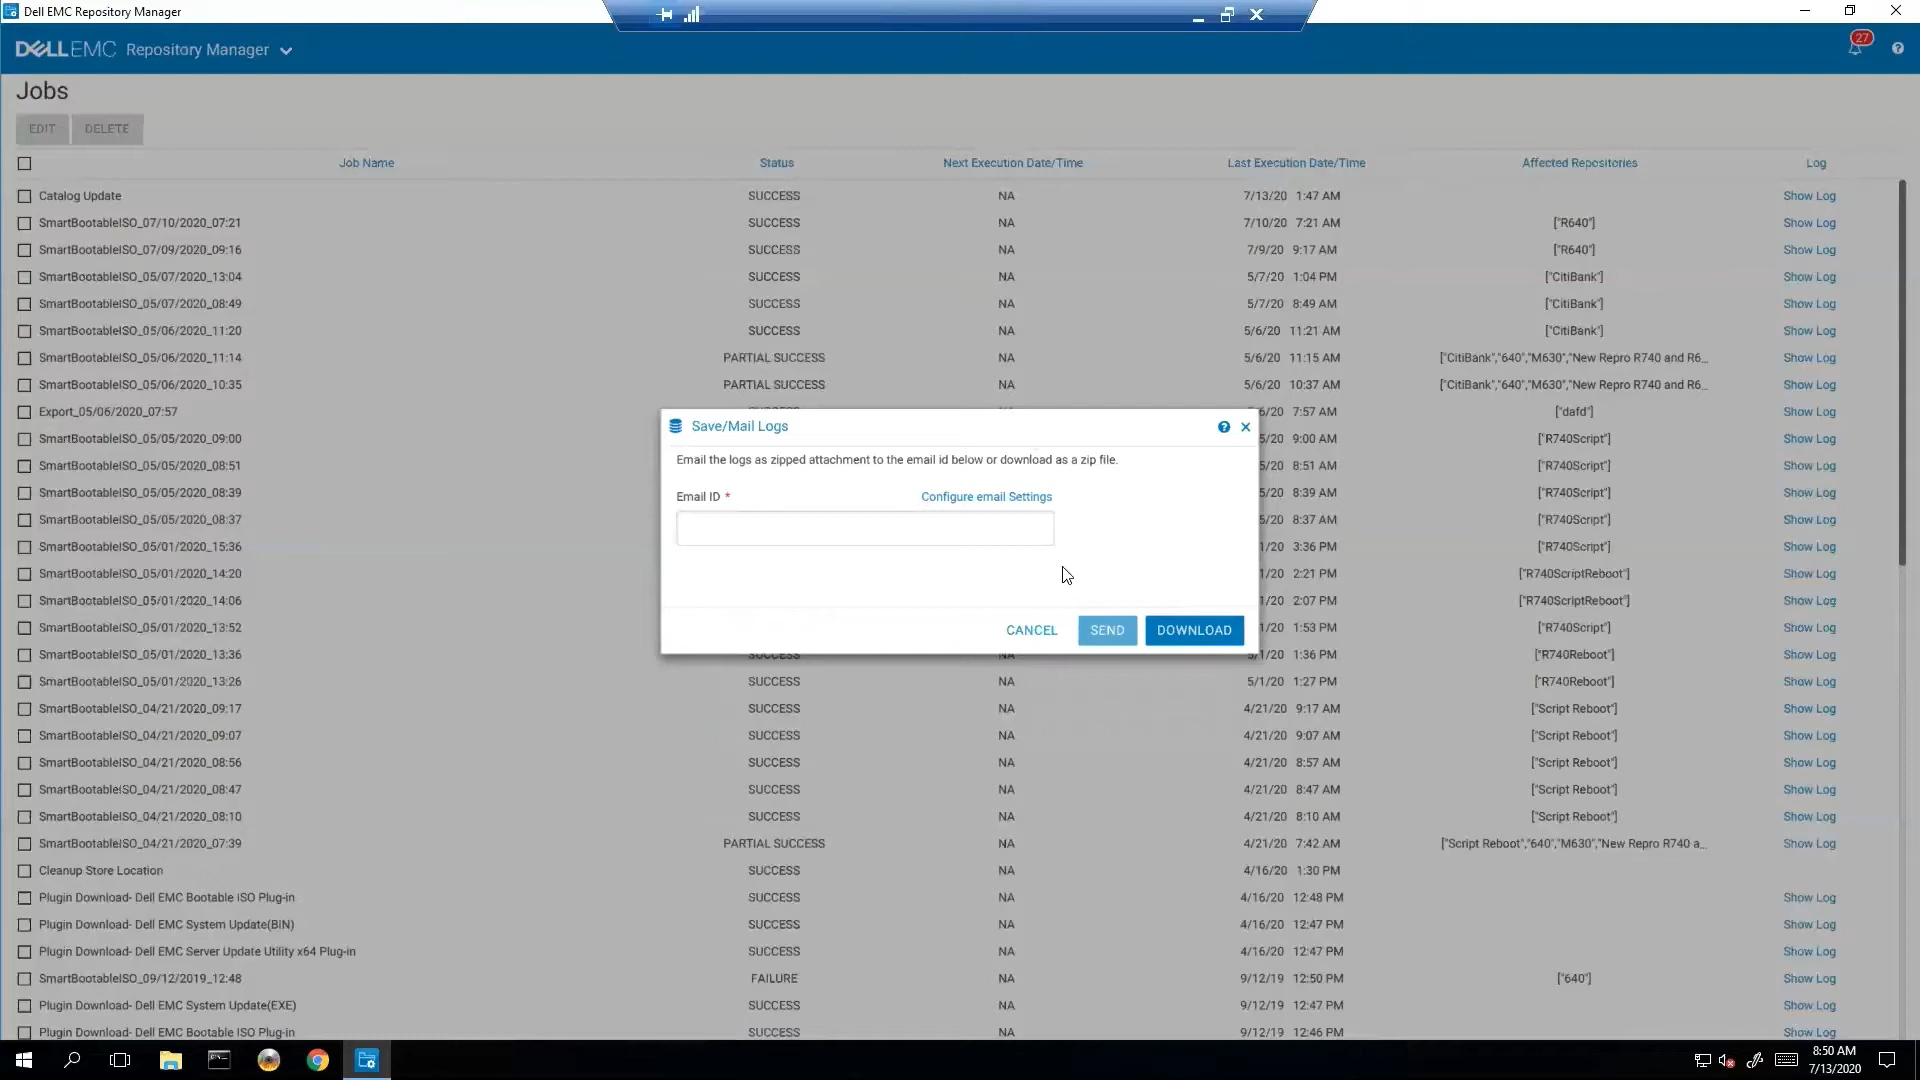 Dell EMC Repository Manager
DELLEMC Repository Manager
27
Jobs
EDIT DELETE
Job Name Status Next Execution Date/Time Last Execution Date/Time Affected Repositories Log
Catalog Update SUCCESS NA 7/13/20 1:47 AM Show Log
SmartBootableISO_07/10/2020_07:21 SUCCESS NA 7/10/20 7:21 AM ["R640"] Show Log
SmartBootableISO_07/09/2020_09:16 SUCCESS NA 7/9/20 9:17 AM ["R640"] Show Log
SmartBootableISO_05/07/2020_13:04 SUCCESS NA 5/7/20 1:04 PM ["CitiBank"] Show Log
SmartBootableISO_05/07/2020_08:49 SUCCESS NA 5/7/20 8:49 AM ["CitiBank"] Show Log
SmartBootableISO_05/06/2020_11:20 SUCCESS NA 5/6/20 11:21 AM ["CitiBank"] Show Log
SmartBootableISO_05/06/2020_11:14 PARTIAL SUCCESS NA 5/6/20 11:15 AM ["CitiBank","640","M630","New Repro R740 and R6... Show Log
SmartBootableISO_05/06/2020_10:35 PARTIAL SUCCESS NA 5/6/20 10:37 AM ["CitiBank","640","M630","New Repro R740 and R6... Show Log
Export_05/06/2020_07:57 6/20 7:57 AM ["dafd"] Show Log
SmartBootableISO_05/05/2020_09:00 5/20 9:00 AM ["R740Script"] Show Log
SmartBootableISO_05/05/2020_08:51 5/20 8:51 AM ["R740Script"] Show Log
SmartBootableISO_05/05/2020_08:39 5/20 8:39 AM ["R740Script"] Show Log
SmartBootableISO_05/05/2020_08:37 5/20 8:37 AM ["R740Script"] Show Log
SmartBootableISO_05/01/2020_15:36 1/20 3:36 PM ["R740Script"] Show Log
SmartBootableISO_05/01/2020_14:20 1/20 2:21 PM ["R740ScriptReboot"] Show Log
SmartBootableISO_05/01/2020_14:06 1/20 2:07 PM ["R740ScriptReboot"] Show Log
SmartBootableISO_05/01/2020_13:52 1/20 1:53 PM ["R740Script"] Show Log
SmartBootableISO_05/01/2020_13:36 SUCCESS NA 5/1/20 1:36 PM ["R740Reboot"] Show Log
SmartBootableISO_05/01/2020_13:26 SUCCESS NA 5/1/20 1:27 PM ["R740Reboot"] Show Log
SmartBootableISO_04/21/2020_09:17 SUCCESS NA 4/21/20 9:17 AM ["Script Reboot"] Show Log
SmartBootableISO_04/21/2020_09:07 SUCCESS NA 4/21/20 9:07 AM ["Script Reboot"] Show Log
SmartBootableISO_04/21/2020_08:56 SUCCESS NA 4/21/20 8:57 AM ["Script Reboot"] Show Log
SmartBootableISO_04/21/2020_08:47 SUCCESS NA 4/21/20 8:47 AM ["Script Reboot"] Show Log
SmartBootableISO_04/21/2020_08:10 SUCCESS NA 4/21/20 8:10 AM ["Script Reboot"] Show Log
SmartBootableISO_04/21/2020_07:39 PARTIAL SUCCESS NA 4/21/20 7:42 AM ["Script Reboot","640","M630","New Repro R740 a... Show Log
Cleanup Store Location SUCCESS NA 4/16/20 1:30 PM
Plugin Download- Dell EMC Bootable ISO Plug-in SUCCESS NA 4/16/20 12:48 PM Show Log
Plugin Download- Dell EMC System Update(BIN) SUCCESS NA 4/16/20 12:47 PM Show Log
Plugin Download- Dell EMC Server Update Utility x64 Plug-in SUCCESS NA 4/16/20 12:47 PM Show Log
SmartBootableISO_09/12/2019_12:48 FAILURE NA 9/12/19 12:50 PM ["640"] Show Log
Plugin Download- Dell EMC System Update(EXE) SUCCESS NA 9/12/19 12:47 PM Show Log
Plugin Download- Dell EMC Bootable ISO Plug-in SUCCESS NA 9/12/19 12:46 PM Show Log
Save/Mail Logs
Email the logs as zipped attachment to the email id below or download as a zip file.
Email ID * Configure email Settings
CANCEL SEND DOWNLOAD
8:50 AM
7/13/2020